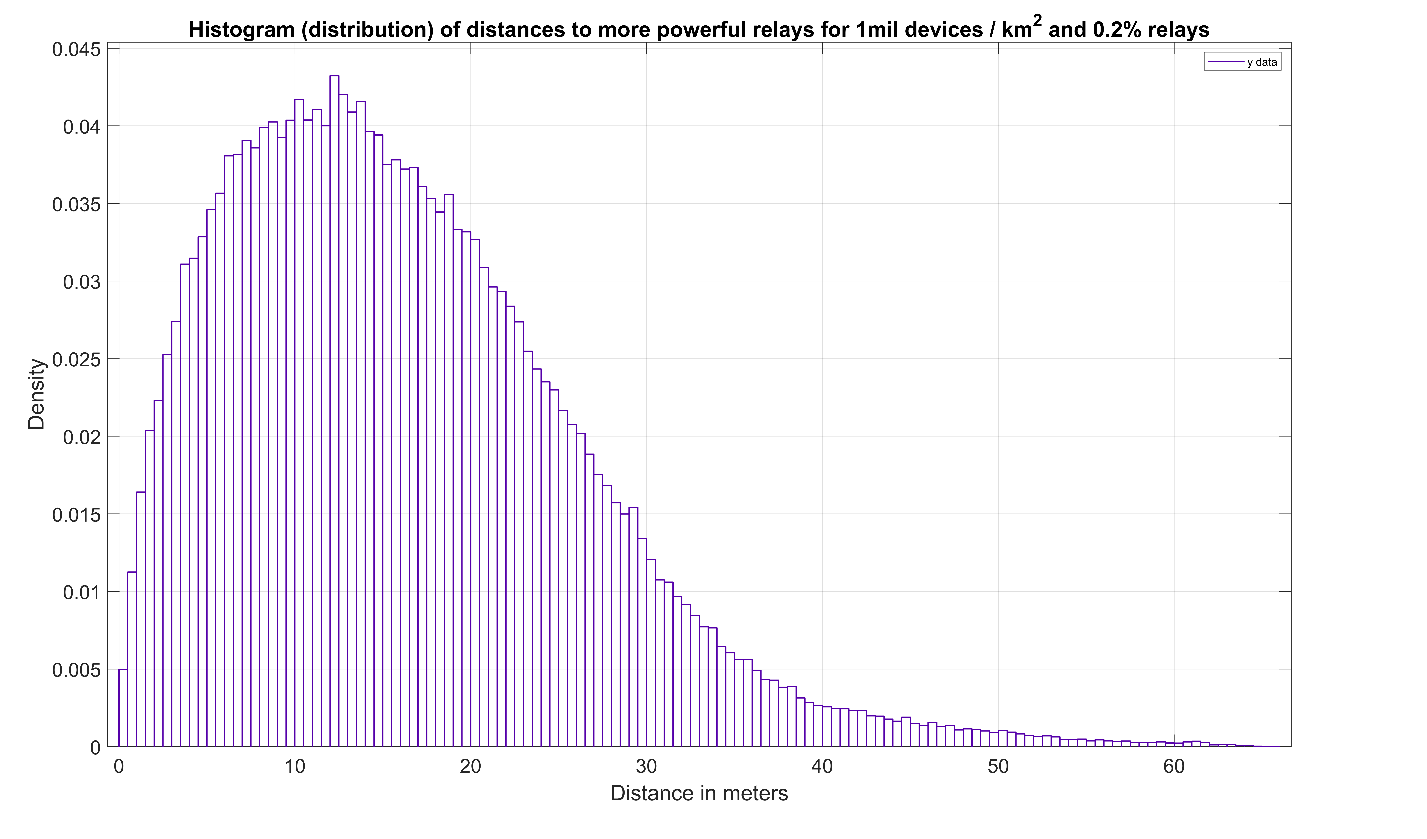 Histogram (distribution) of distances to more powerful relays for 1mil devices / km² and 0.2% relays
y data
0.045
0.04
0.035
0.03
0.025
0.02
0.015
0.01
0.005
0
Density
0 10 20 30 40 50 60
Distance in meters